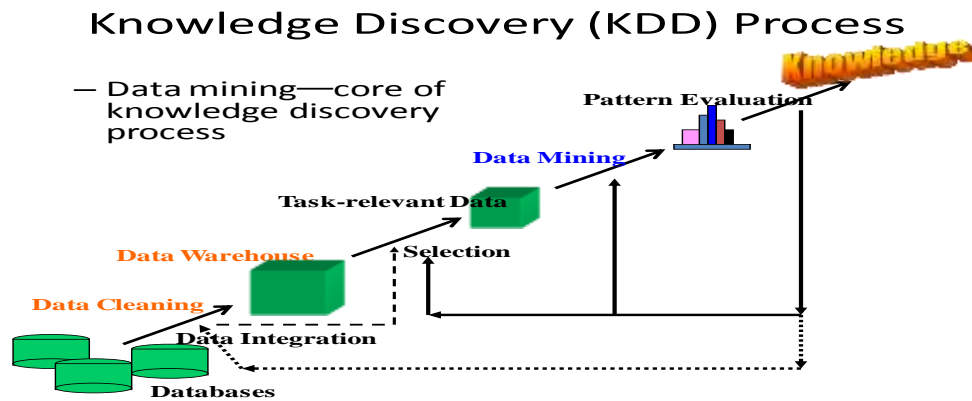 Knowledge Discovery (KDD) Process
Knowledge
– Data mining—core of
knowledge discovery
process
Pattern Evaluation
Data Mining
Task-relevant Data
Selection
Data Warehouse
Data Cleaning
Data Integration
Databases